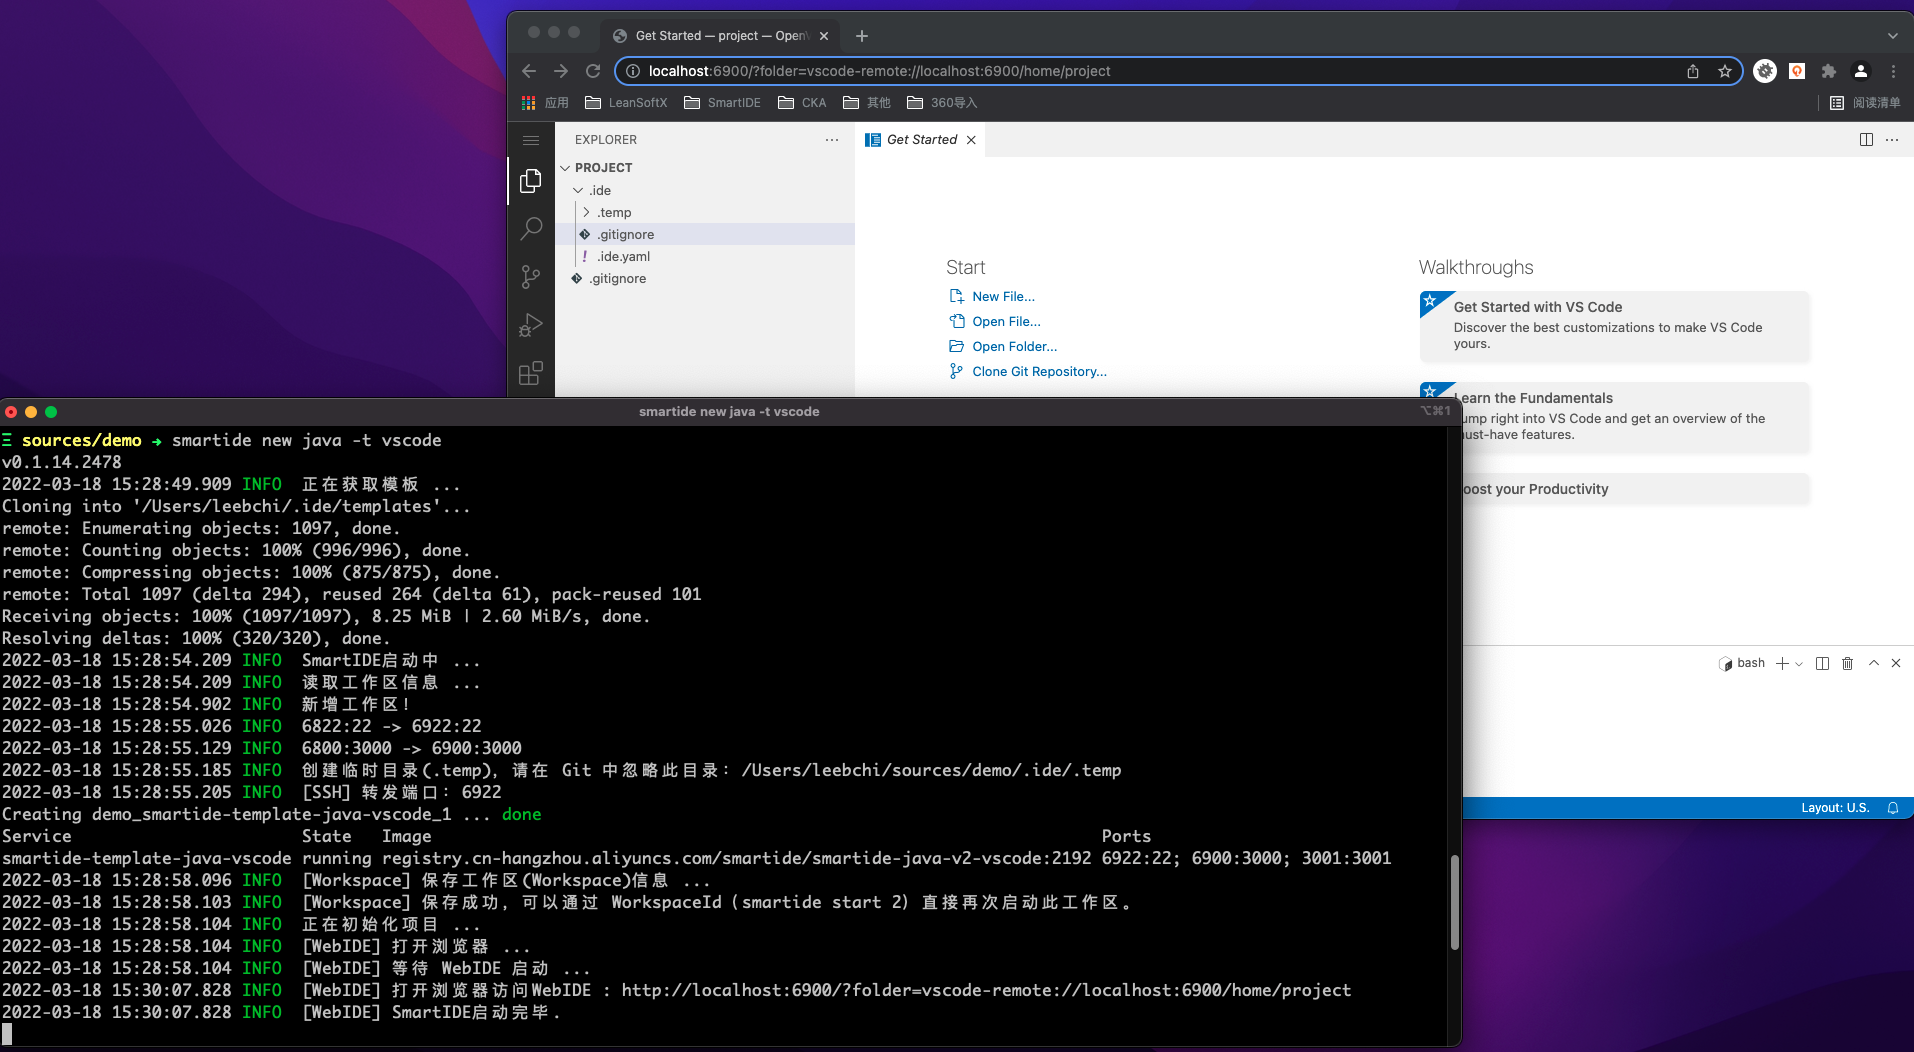 Get Started — project — Open
localhost:6900/?folder=vscode-remote://localhost:6900/home/project
应用 LeanSoftX SmartIDE CKA 其他 360导入 阅读清单
EXPLORER
PROJECT
.ide
.temp
.gitignore
.ide.yaml
.gitignore
Get Started
Start
New File...
Open File...
Open Folder...
Clone Git Repository...
Walkthroughs
Get Started with VS Code
Discover the best customizations to make VS Code
yours.
Learn the Fundamentals
ump right into VS Code and get an overview of the
ust-have features.
oost your Productivity
bash
Layout: U.S.
smartide new java -t vscode
⌥⌘1
Ξ sources/demo → smartide new java -t vscode
v0.1.14.2478
2022-03-18 15:28:49.909 INFO 正在获取模板 ...
Cloning into '/Users/leebchi/.ide/templates'...
remote: Enumerating objects: 1097, done.
remote: Counting objects: 100% (996/996), done.
remote: Compressing objects: 100% (875/875), done.
remote: Total 1097 (delta 294), reused 264 (delta 61), pack-reused 101
Receiving objects: 100% (1097/1097), 8.25 MiB | 2.60 MiB/s, done.
Resolving deltas: 100% (320/320), done.
2022-03-18 15:28:54.209 INFO SmartIDE启动中 ...
2022-03-18 15:28:54.209 INFO 读取工作区信息 ...
2022-03-18 15:28:54.902 INFO 新增工作区！
2022-03-18 15:28:55.026 INFO 6822:22 -> 6922:22
2022-03-18 15:28:55.129 INFO 6800:3000 -> 6900:3000
2022-03-18 15:28:55.185 INFO 创建临时目录(.temp)，请在 Git 中忽略此目录：/Users/leebchi/sources/demo/.ide/.temp
2022-03-18 15:28:55.205 INFO [SSH] 转发端口：6922
Creating demo_smartide-template-java-vscode_1 ... done
Service State Image Ports
smartide-template-java-vscode running registry.cn-hangzhou.aliyuncs.com/smartide/smartide-java-v2-vscode:2192 6922:22; 6900:3000; 3001:3001
2022-03-18 15:28:58.096 INFO [Workspace] 保存工作区(Workspace)信息 ...
2022-03-18 15:28:58.103 INFO [Workspace] 保存成功，可以通过 WorkspaceId（smartide start 2）直接再次启动此工作区。
2022-03-18 15:28:58.104 INFO 正在初始化项目 ...
2022-03-18 15:28:58.104 INFO [WebIDE] 打开浏览器 ...
2022-03-18 15:28:58.104 INFO [WebIDE] 等待 WebIDE 启动 ...
2022-03-18 15:30:07.828 INFO [WebIDE] 打开浏览器访问WebIDE : http://localhost:6900/?folder=vscode-remote://localhost:6900/home/project
2022-03-18 15:30:07.828 INFO [WebIDE] SmartIDE启动完毕.